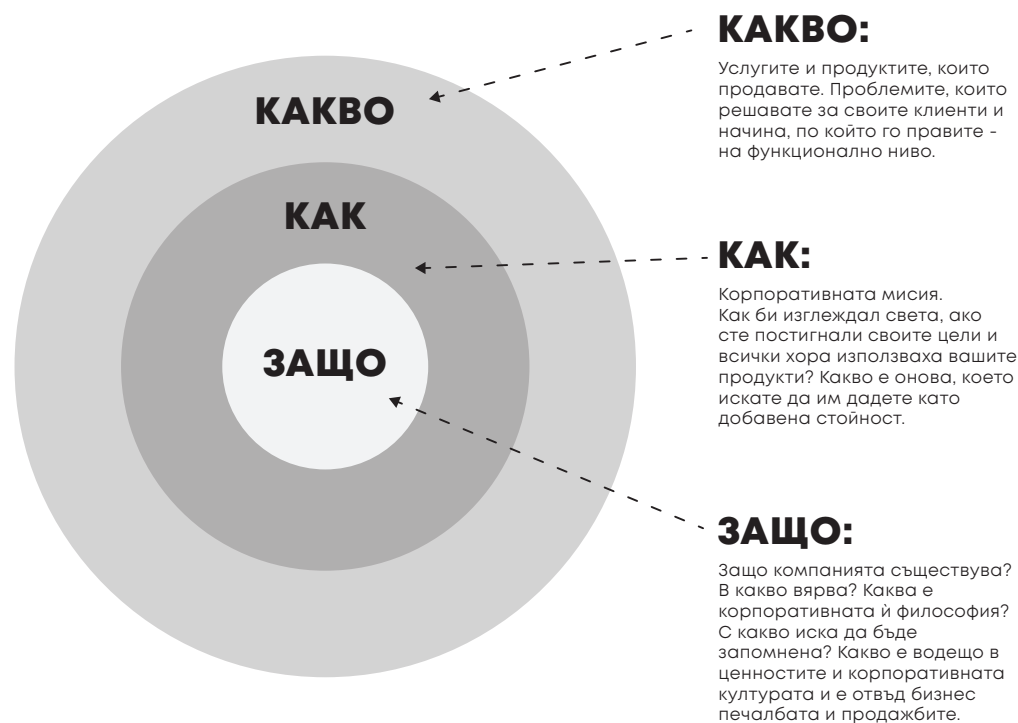 КАКВО
КАК
ЗАЩО
КАКВО:
Услугите и продуктите, които
продавате. Проблемите, които
решавате за своите клиенти и
начина, по който го правите -
на функционално ниво.
КАК:
Корпоративната мисия.
Как би изглеждал света, ако
сте постигнали своите цели и
всички хора използваха вашите
продукти? Какво е онова, което
искате да им дадете като
добавена стойност.
ЗАЩО:
Защо компанията съществува?
В какво вярва? Каква е
корпоративната ѝ философия?
С какво иска да бъде
запомнена? Какво е водещо в
ценностите и корпоративната
културата и е отвъд бизнес
печалбата и продажбите.